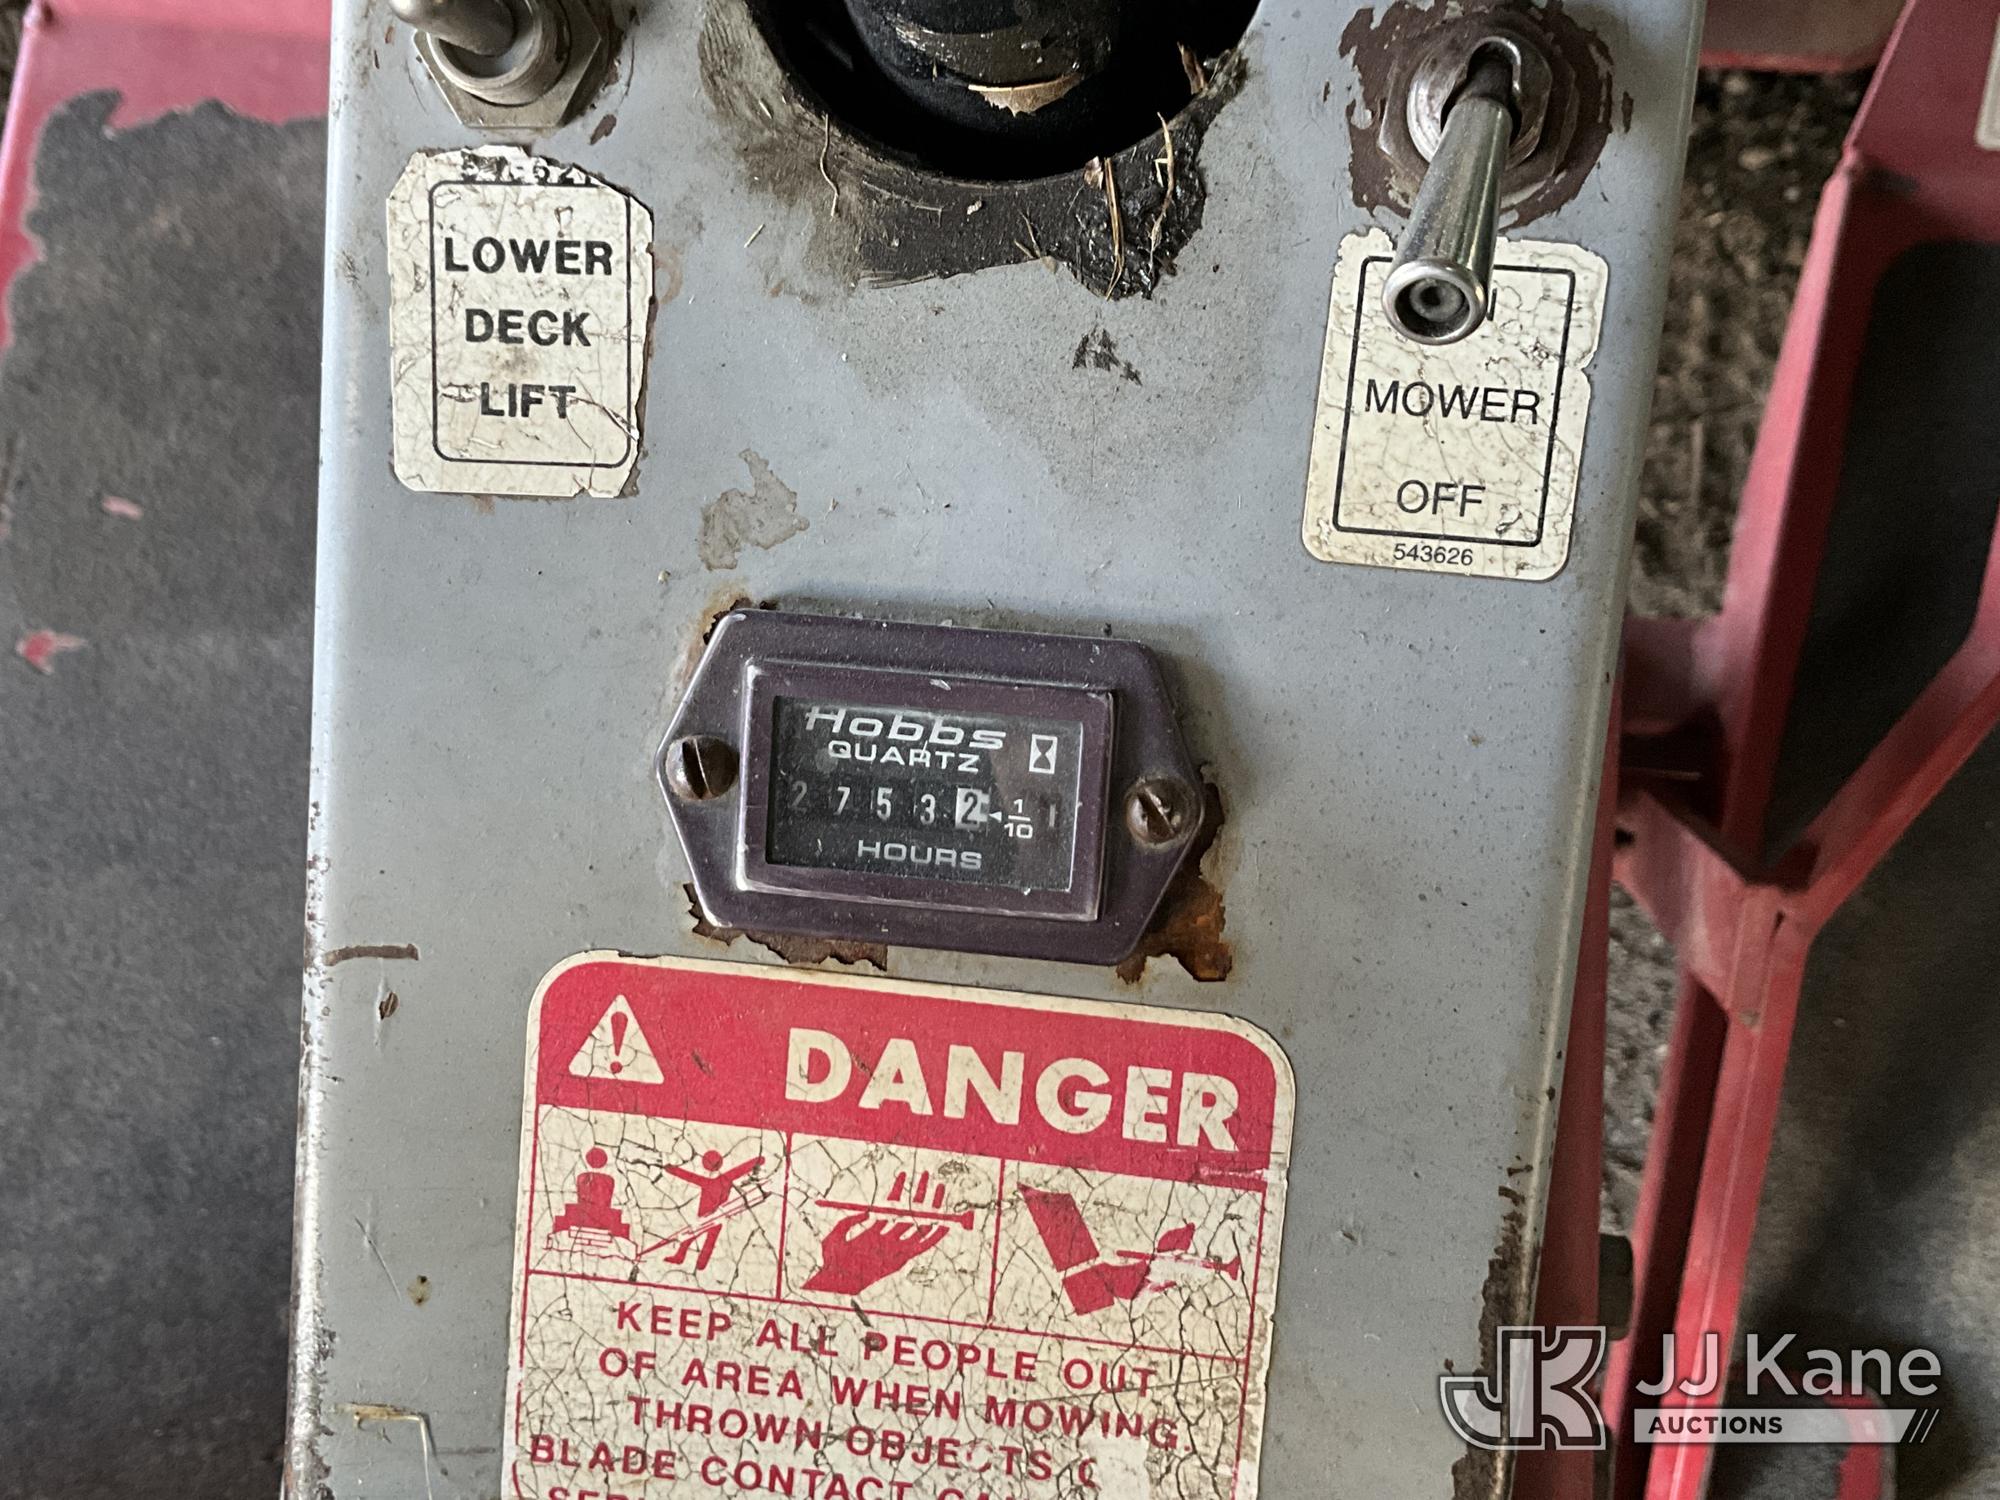 LOWER
DECK
LIFT
MOWER
OFF
543626
Hobbs
QUARTZ
2 7 5 3 2 1/10
HOURS
DANGER
KEEP ALL PEOPLE OUT
OF AREA WHEN MOWING.
THROWN OBJECTS
BLADE CONTACT
JJ Kane
AUCTIONS